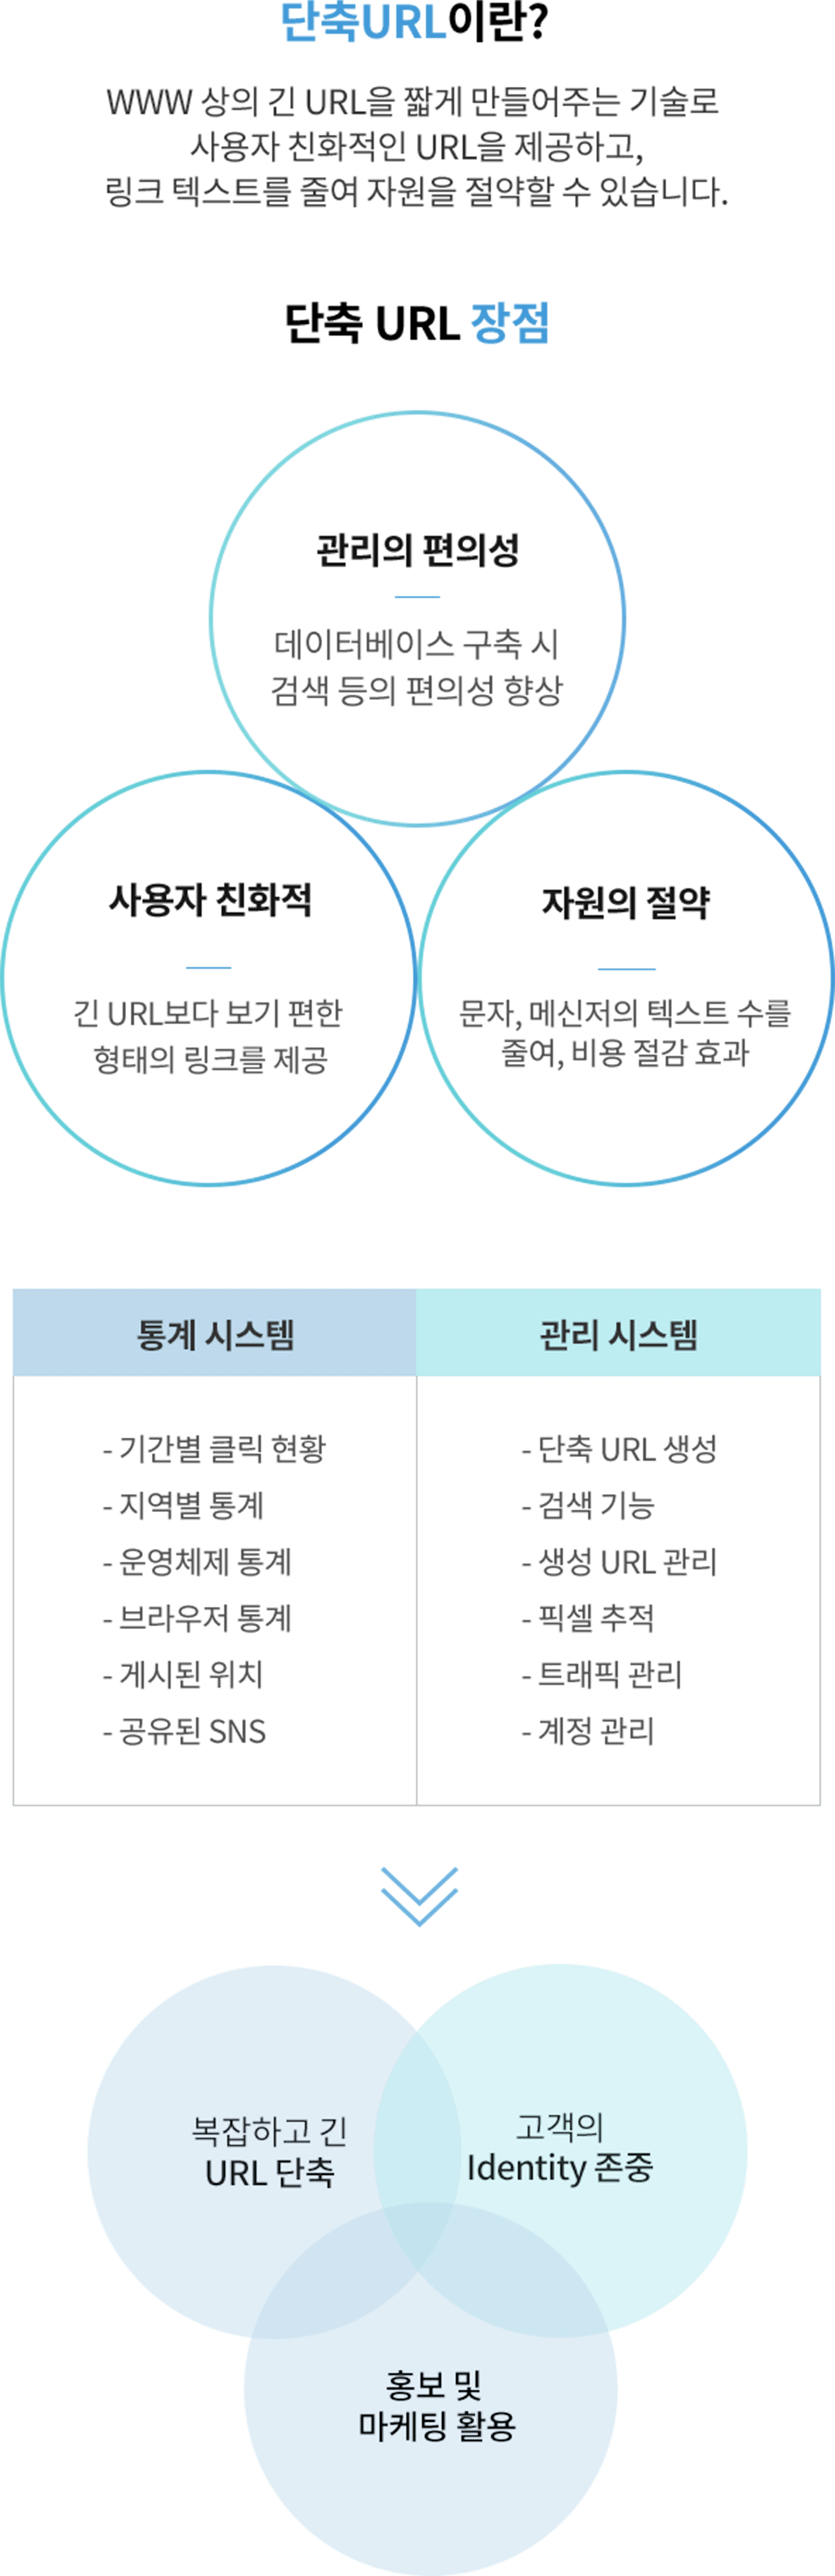 단축URL이란?
WWW 상의 긴 URL을 짧게 만들어주는 기술로
사용자 친화적인 URL을 제공하고,
링크 텍스트를 줄여 자원을 절약할 수 있습니다.
단축 URL 장점
관리의 편의성
데이터베이스 구축 시
검색 등의 편의성 향상
사용자 친화적
긴 URL보다 보기 편한
형태의 링크를 제공
자원의 절약
문자, 메신저의 텍스트 수를
줄여, 비용 절감 효과
통계 시스템
- 기간별 클릭 현황
- 지역별 통계
- 운영체제 통계
- 브라우저 통계
- 게시된 위치
- 공유된 SNS
관리 시스템
- 단축 URL 생성
- 검색 기능
- 생성 URL 관리
- 픽셀 추적
- 트래픽 관리
- 계정 관리
복잡하고 긴
URL 단축
고객의
Identity 존중
홍보 및
마케팅 활용